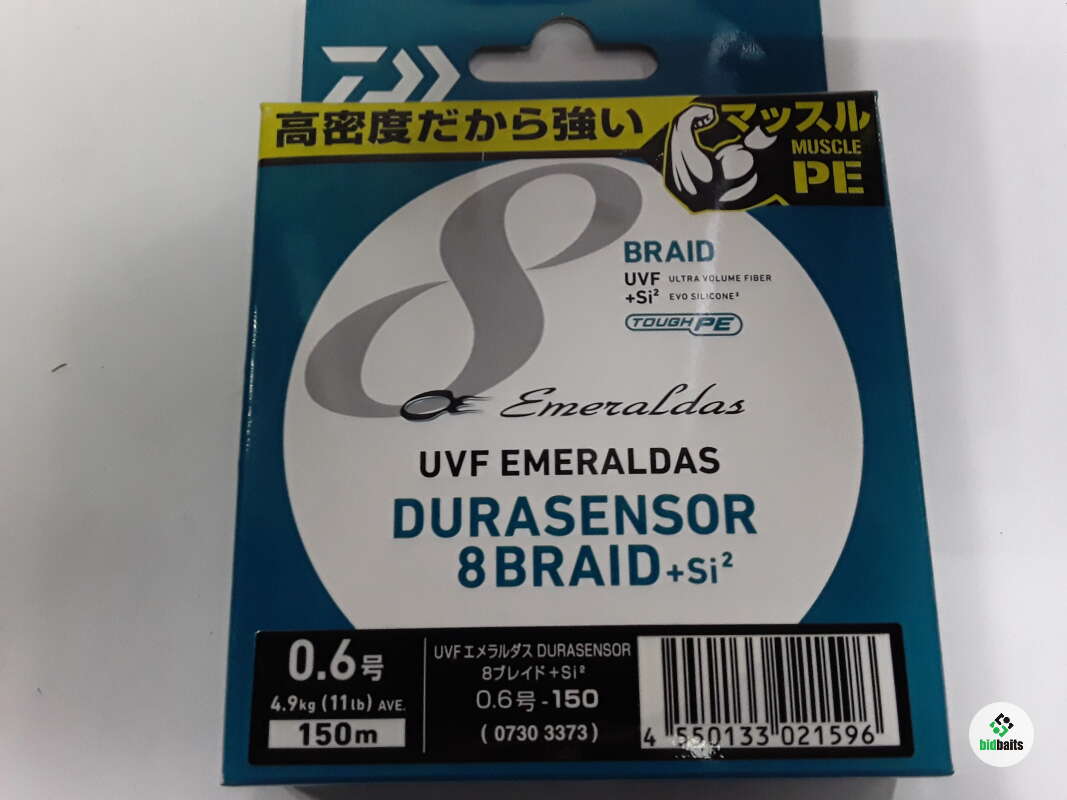 高密度だから強い
マッスル
MUSCLE
PE
8
BRAID
UVF ULTRA VOLUME FIBER
+Si² EVO SILICONE²
TOUGH PE
Emeraldas
UVF EMERALDAS
DURASENSOR
8BRAID+Si²
0.6号
4.9kg (11lb) AVE.
150m
UVFエメラルダス DURASENSOR
8ブレイド+Si²
0.6号-150
( 0730 3373 )
4 550133 021596
bidbaits